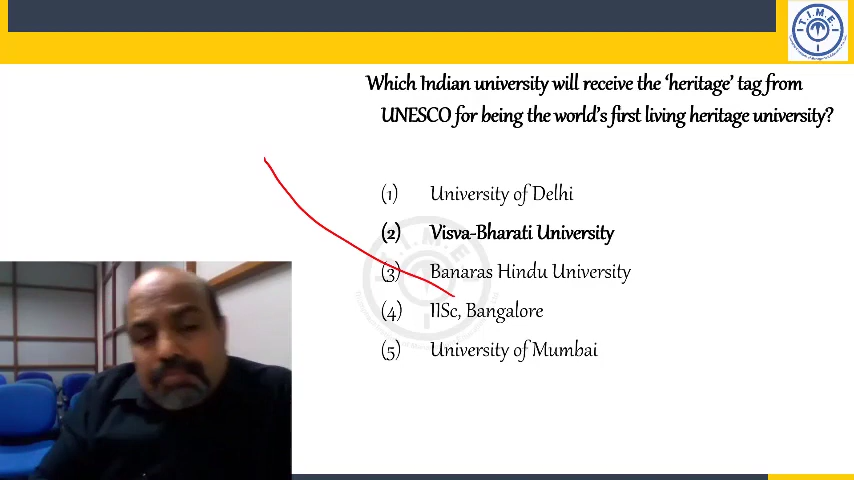 T.I.M.E.
Which Indian university will receive the ‘heritage’ tag from
UNESCO for being the world’s first living heritage university?
(1) University of Delhi
(2) Visva-Bharati University
(3) Banaras Hindu University
(4) IISc, Bangalore
(5) University of Mumbai